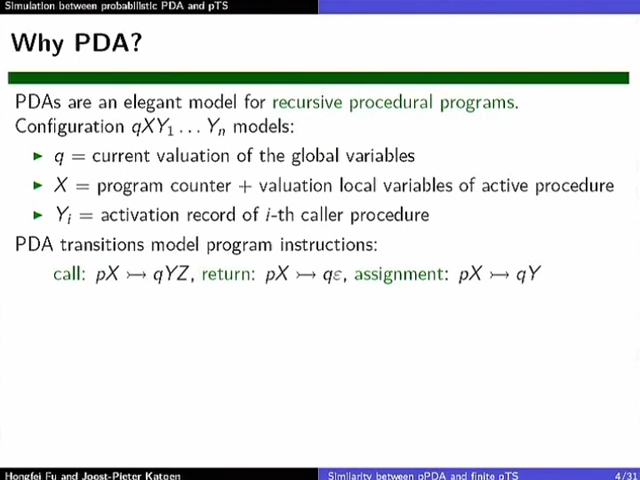 Simulation between probabilistic PDA and pTS
Why PDA?
PDAs are an elegant model for recursive procedural programs.
Configuration qXY₁ … Yₙ models:
► q = current valuation of the global variables
► X = program counter + valuation local variables of active procedure
► Yᵢ = activation record of i-th caller procedure
PDA transitions model program instructions:
call: pX ↣ qYZ, return: pX ↣ qε, assignment: pX ↣ qY
Hongfei Fu and Joost-Pieter Katoen
Similarity between pPDA and finite pTS
4/31